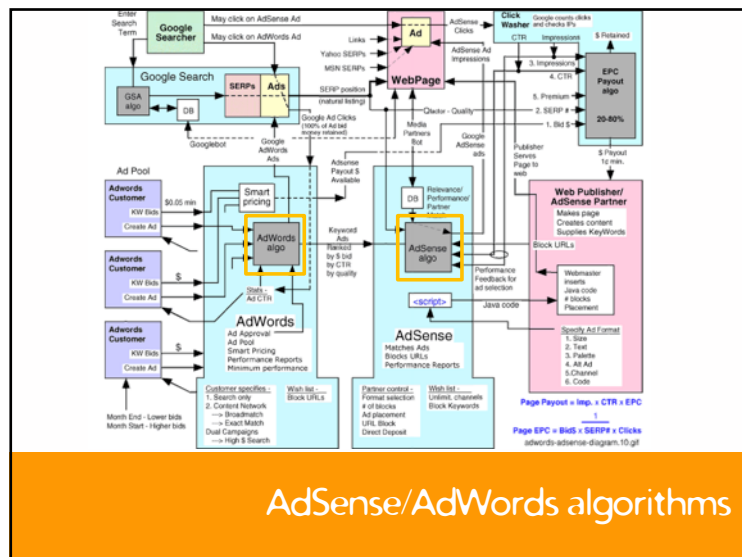 Enter
Search
Term
Google
Searcher
May click on AdSense Ad
May click on AdWords Ad
Google Search
GSA
algo
SERPs
Ads
DB
Googlebot
SERP position
(natural listing)
Google Ad Clicks
(100% of Ad bid
money retained)
Google
AdWords
Ads
Links
Yahoo SERPs
MSN SERPs
Ad
WebPage
AdSense
Clicks
AdSense
Ad
Impressions
Click
Washer
Google counts clicks
and checks IPs
CTR
Impressions
$ Retained
3. Impressions
4. CTR
5. Premium
2. SERP #
1. Bid $
EPC
Payout
algo
20-80%
Qfactor - Quality
Media
Partners
Bot
Google
AdSense
ads
Publisher
Serves
Page to
web
$ Payout
1¢ min.
Adsense
Payout $
Available
Ad Pool
Adwords
Customer
KW Bids
Create Ad
$0.05 min
Adwords
Customer
KW Bids
Create Ad
$
Adwords
Customer
KW Bids
Create Ad
$
Month End - Lower bids
Month Start - Higher bids
Smart
pricing
AdWords
algo
Stats -
Ad CTR
AdWords
Ad Approval
Ad Pool
Smart Pricing
Performance Reports
Minimum performance
Customer specifies -
1. Search only
2. Content Network
—> Broadmatch
—> Exact Match
Dual Campaigns
—> High $ Search
Wish list -
Block URLs
Keyword
Ads
Ranked
by $ bid
by CTR
by quality
DB
Relevance/
Performance/
Partner
AdSense
algo
Performance
Feedback for
ad selection
Block URLs
<script>
Java code
AdSense
Matches Ads
Blocks URLs
Performance Reports
Partner control -
Format selection
# of blocks
Ad placement
URL Block
Direct Deposit
Wish list -
Unlimit. channels
Block Keywords
Web Publisher/
AdSense Partner
Makes page
Creates content
Supplies KeyWords
Webmaster
inserts
Java code
# blocks
Placement
Specify Ad Format
1. Size
2. Text
3. Palette
4. Alt Ad
5.Channel
6. Code
Page Payout = Imp. x CTR x EPC
1
Page EPC = Bid$ x SERP# x Clicks
adwords-adsense-diagram.10.gif
AdSense/AdWords algorithms